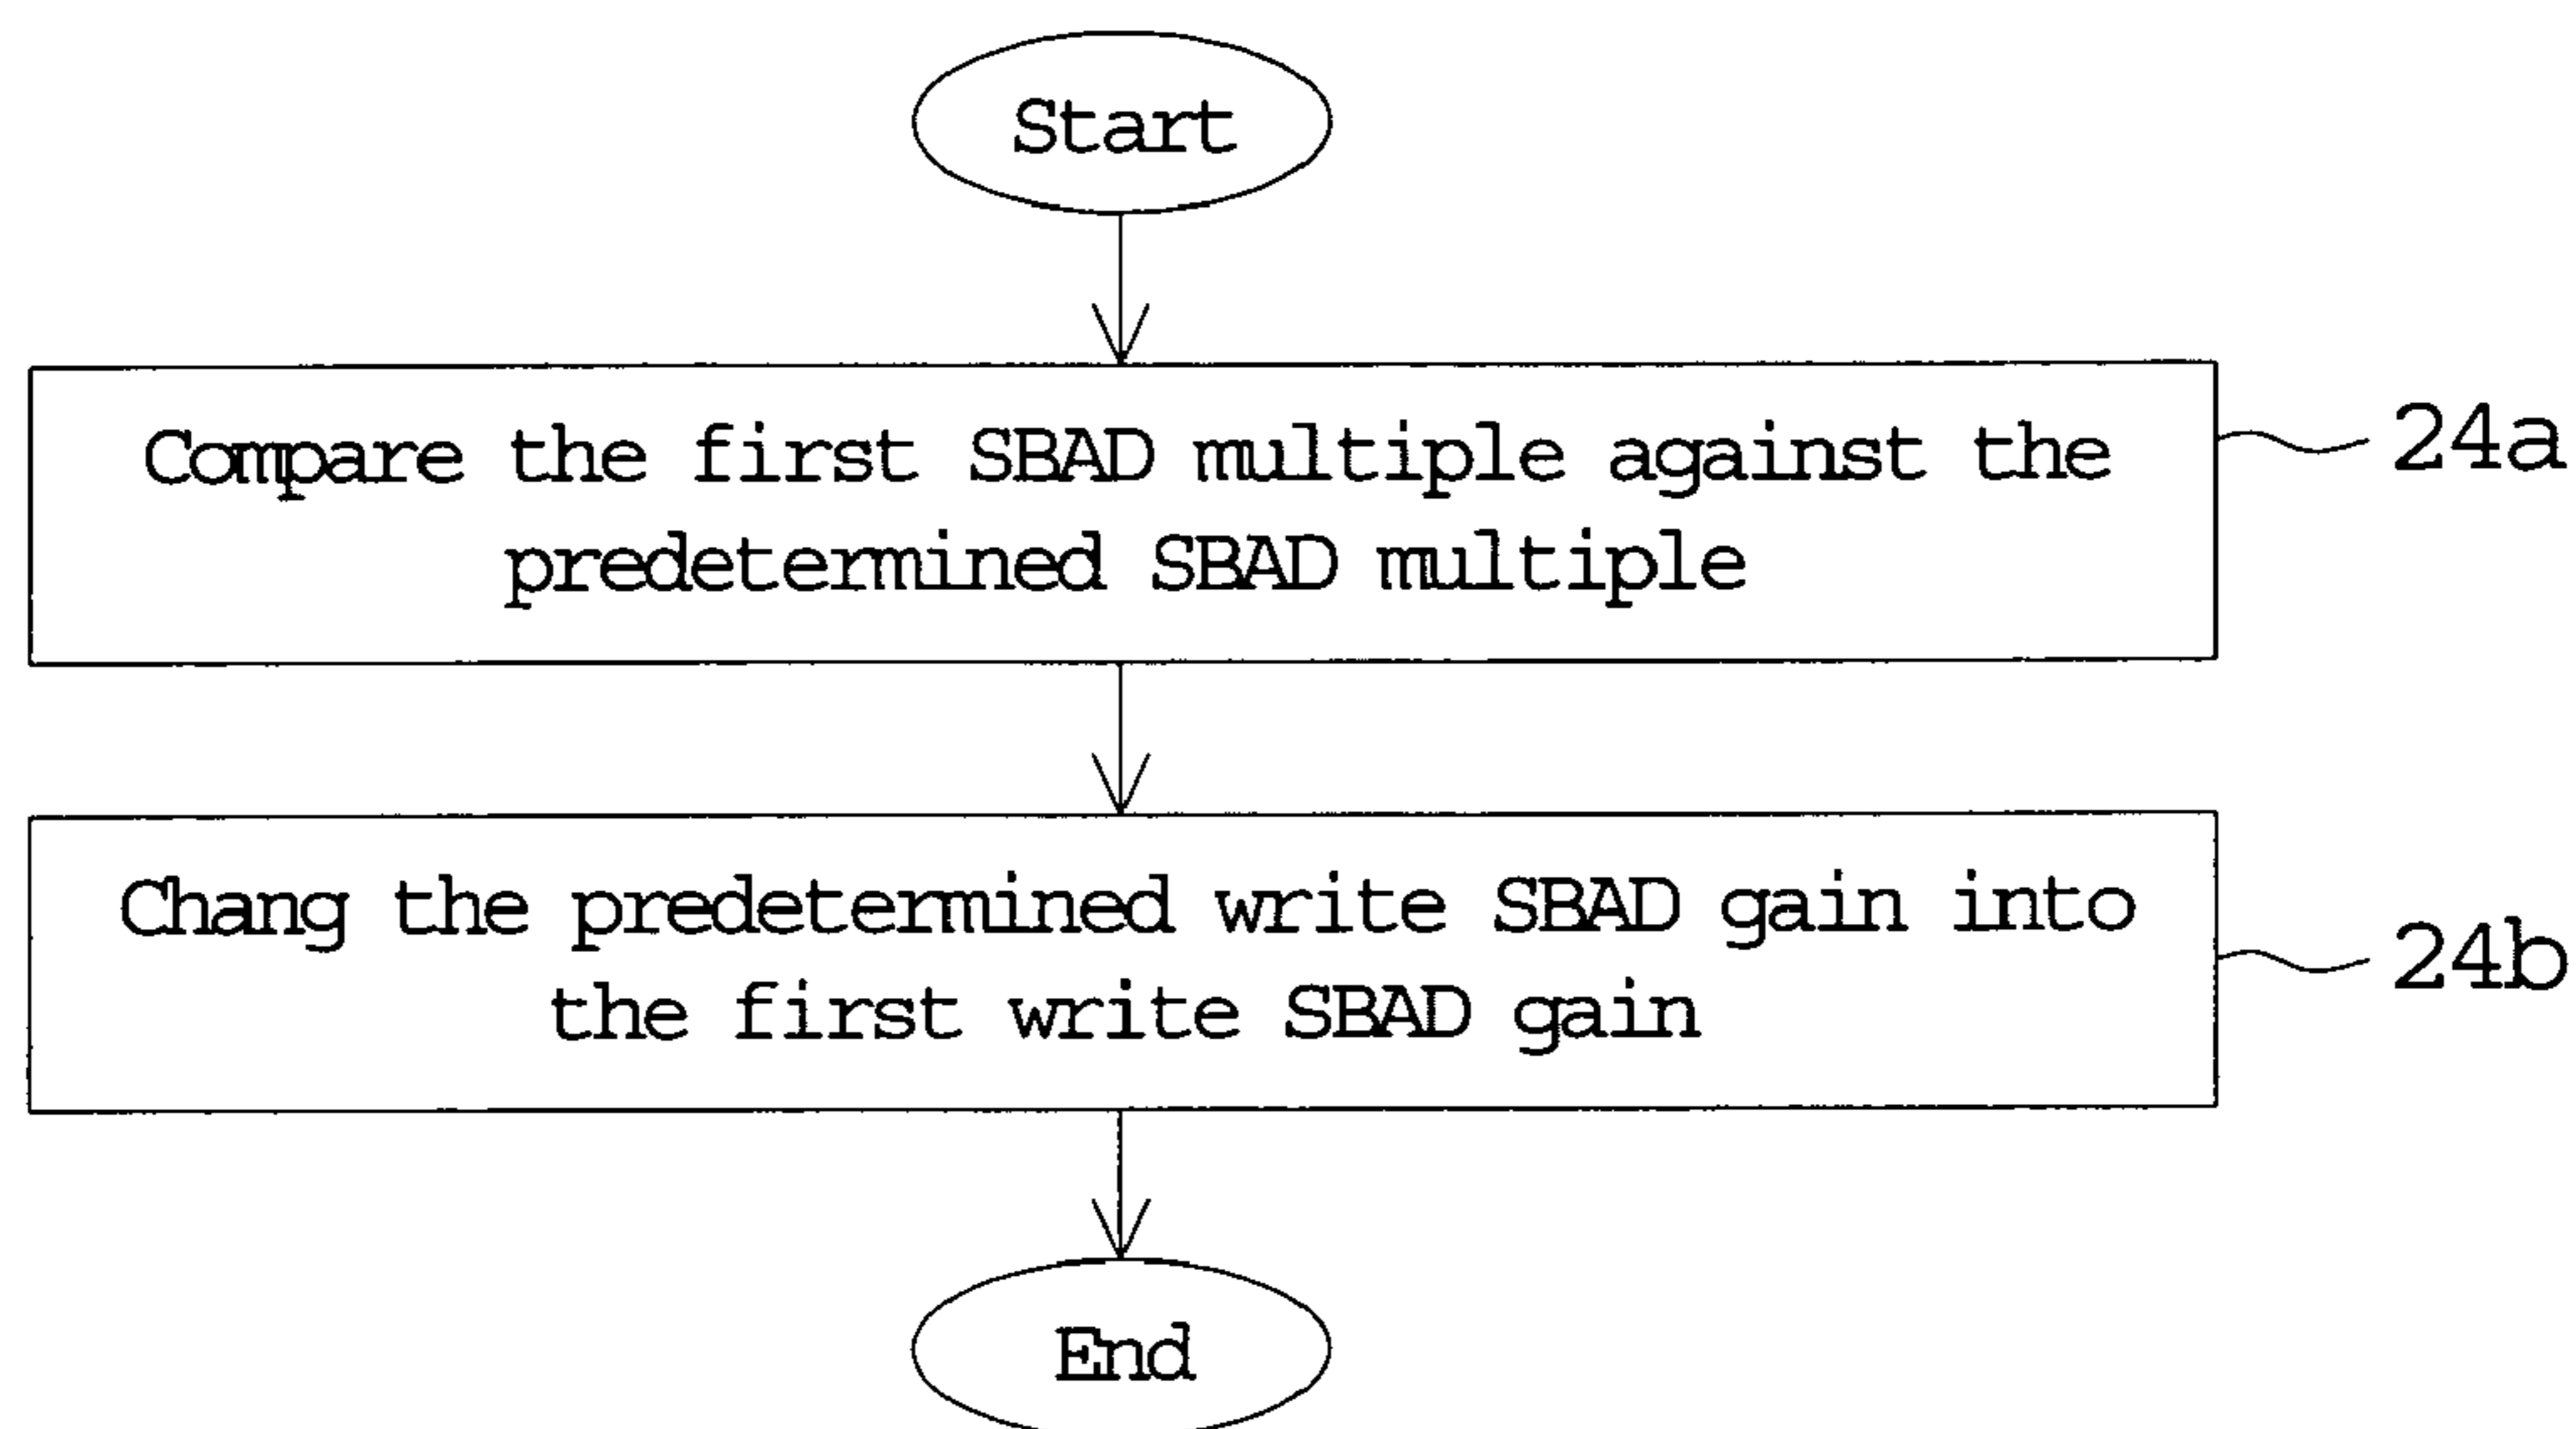 Start
Compare the first SBAD multiple against the
predetermined SBAD multiple
24a
Chang the predetermined write SBAD gain into
the first write SBAD gain
24b
End